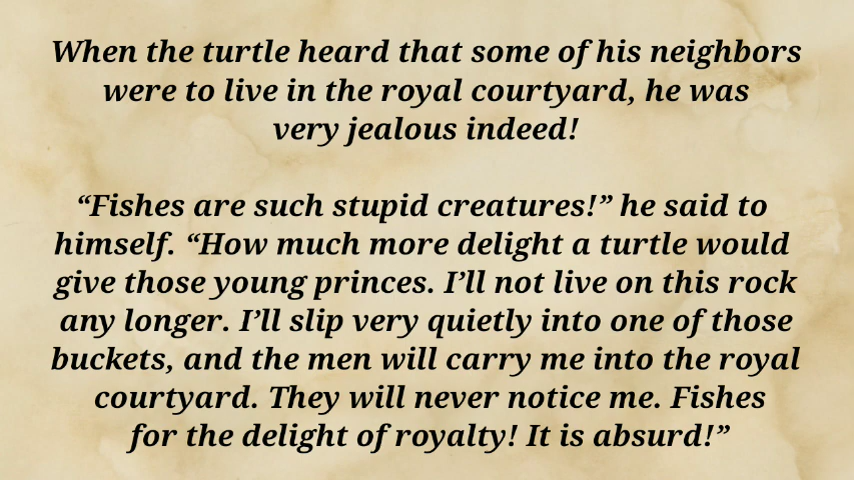 When the turtle heard that some of his neighbors
were to live in the royal courtyard, he was
very jealous indeed!
“Fishes are such stupid creatures!” he said to
himself. “How much more delight a turtle would
give those young princes. I’ll not live on this rock
any longer. I’ll slip very quietly into one of those
buckets, and the men will carry me into the royal
courtyard. They will never notice me. Fishes
for the delight of royalty! It is absurd!”